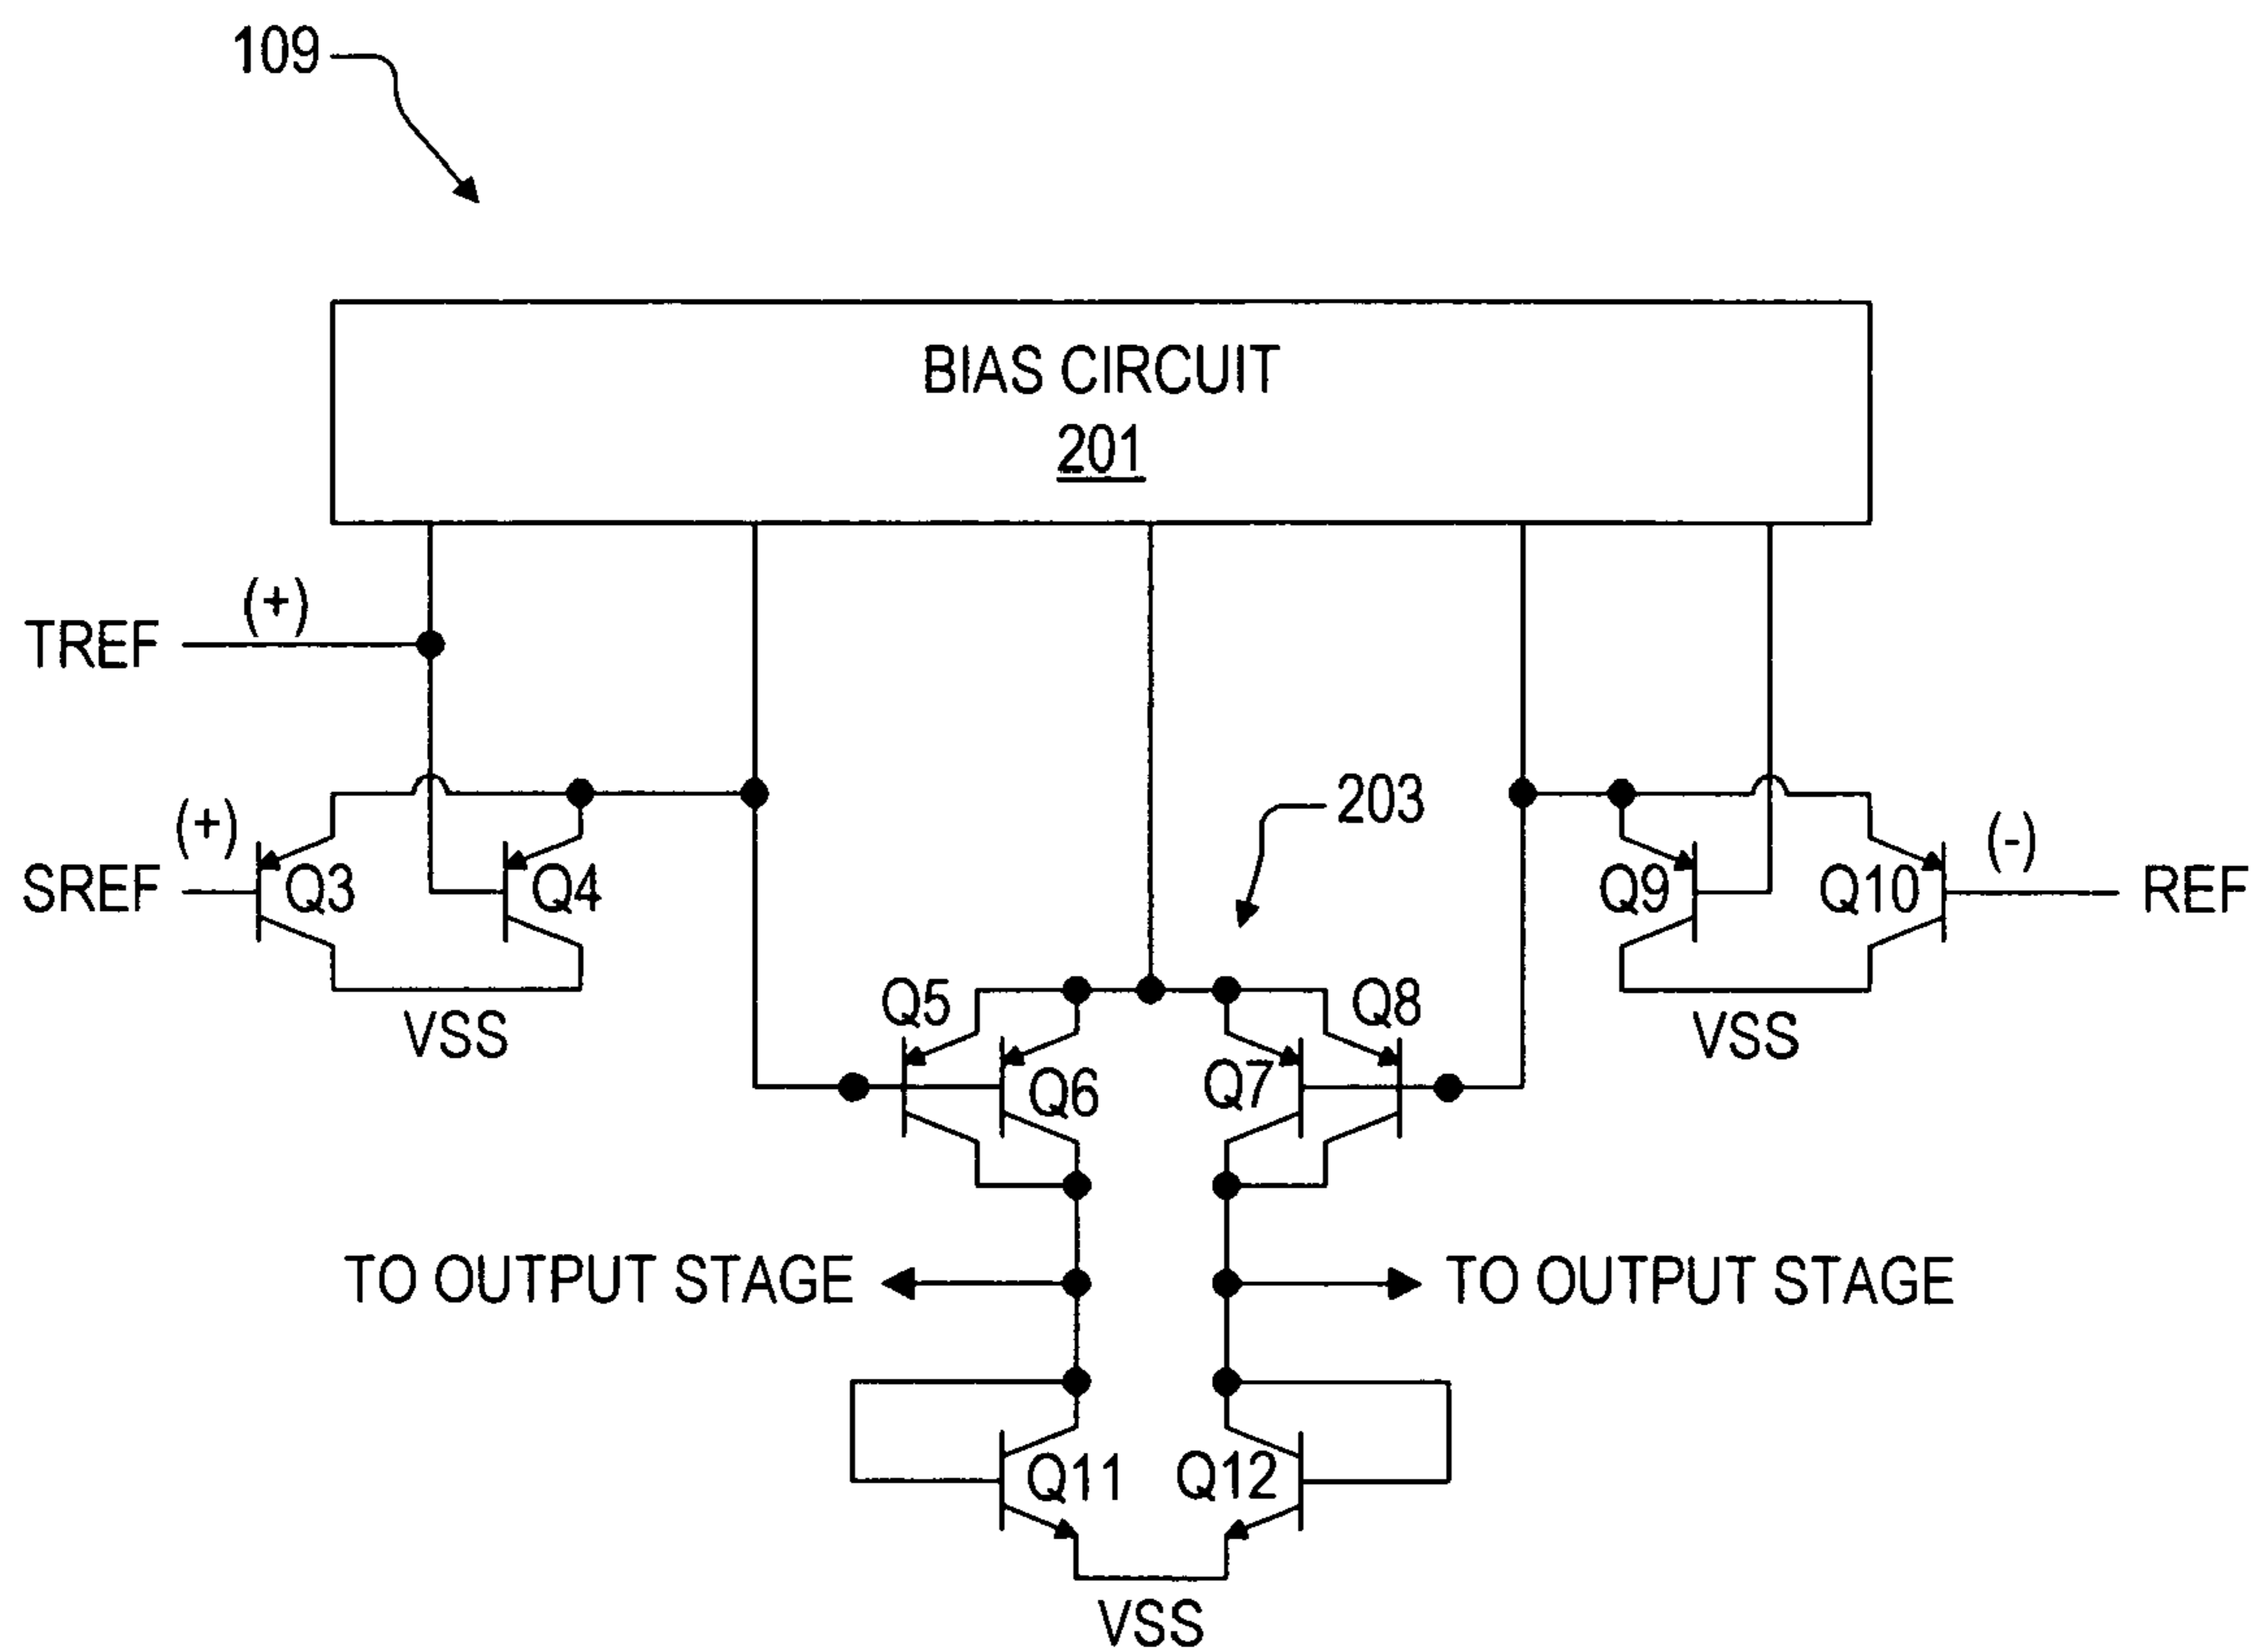 109
BIAS CIRCUIT
201
(+)
TREF
(+)
203
(-)
SREF
Q3
Q4
Q9
Q10
REF
Q5
Q8
VSS
VSS
Q6
Q7
TO OUTPUT STAGE
TO OUTPUT STAGE
Q11
Q12
VSS